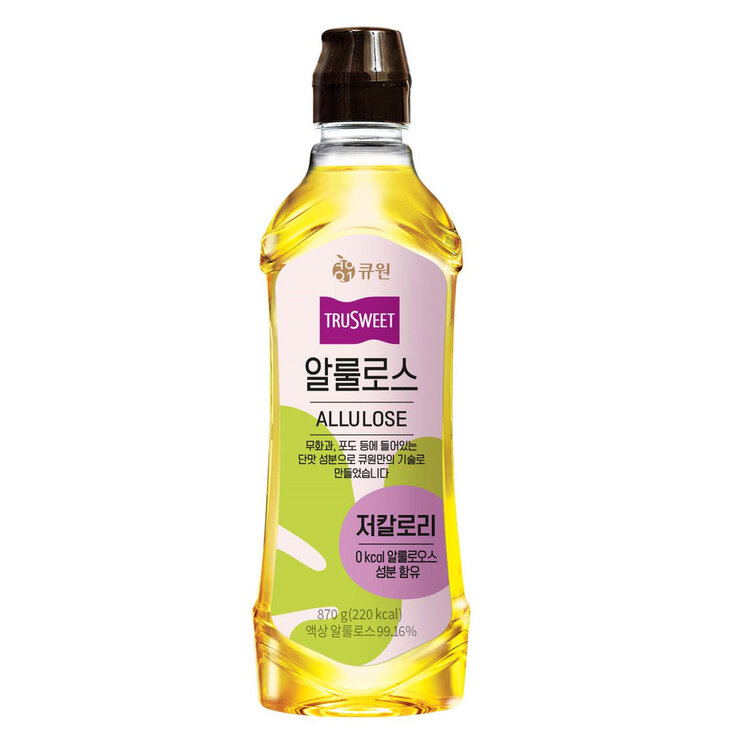 큐원
TRUSWEET
알룰로스
ALLULOSE
무화과, 포도 등에 들어있는
단맛 성분으로 큐원만의 기술로
만들었습니다
저칼로리
0 kcal 알룰로오스
성분 함유
870 g(220 kcal)
액상 알룰로스 99.16%